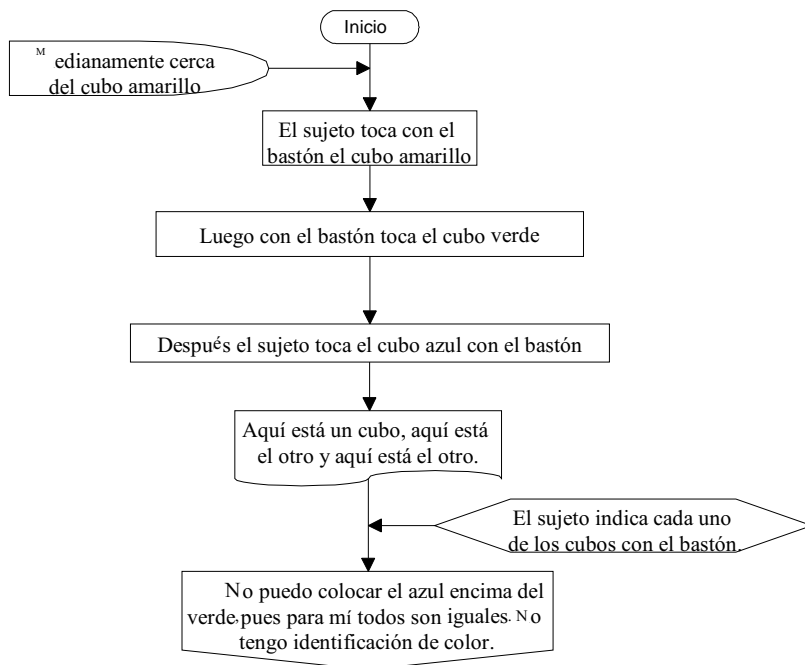 Inicio
Medianamente cerca
del cubo amarillo
El sujeto toca con el
bastón el cubo amarillo
Luego con el bastón toca el cubo verde
Después el sujeto toca el cubo azul con el bastón
Aquí está un cubo, aquí está
el otro y aquí está el otro.
El sujeto indica cada uno
de los cubos con el bastón.
No puedo colocar el azul encima del
verde, pues para mí todos son iguales. No
tengo identificación de color.